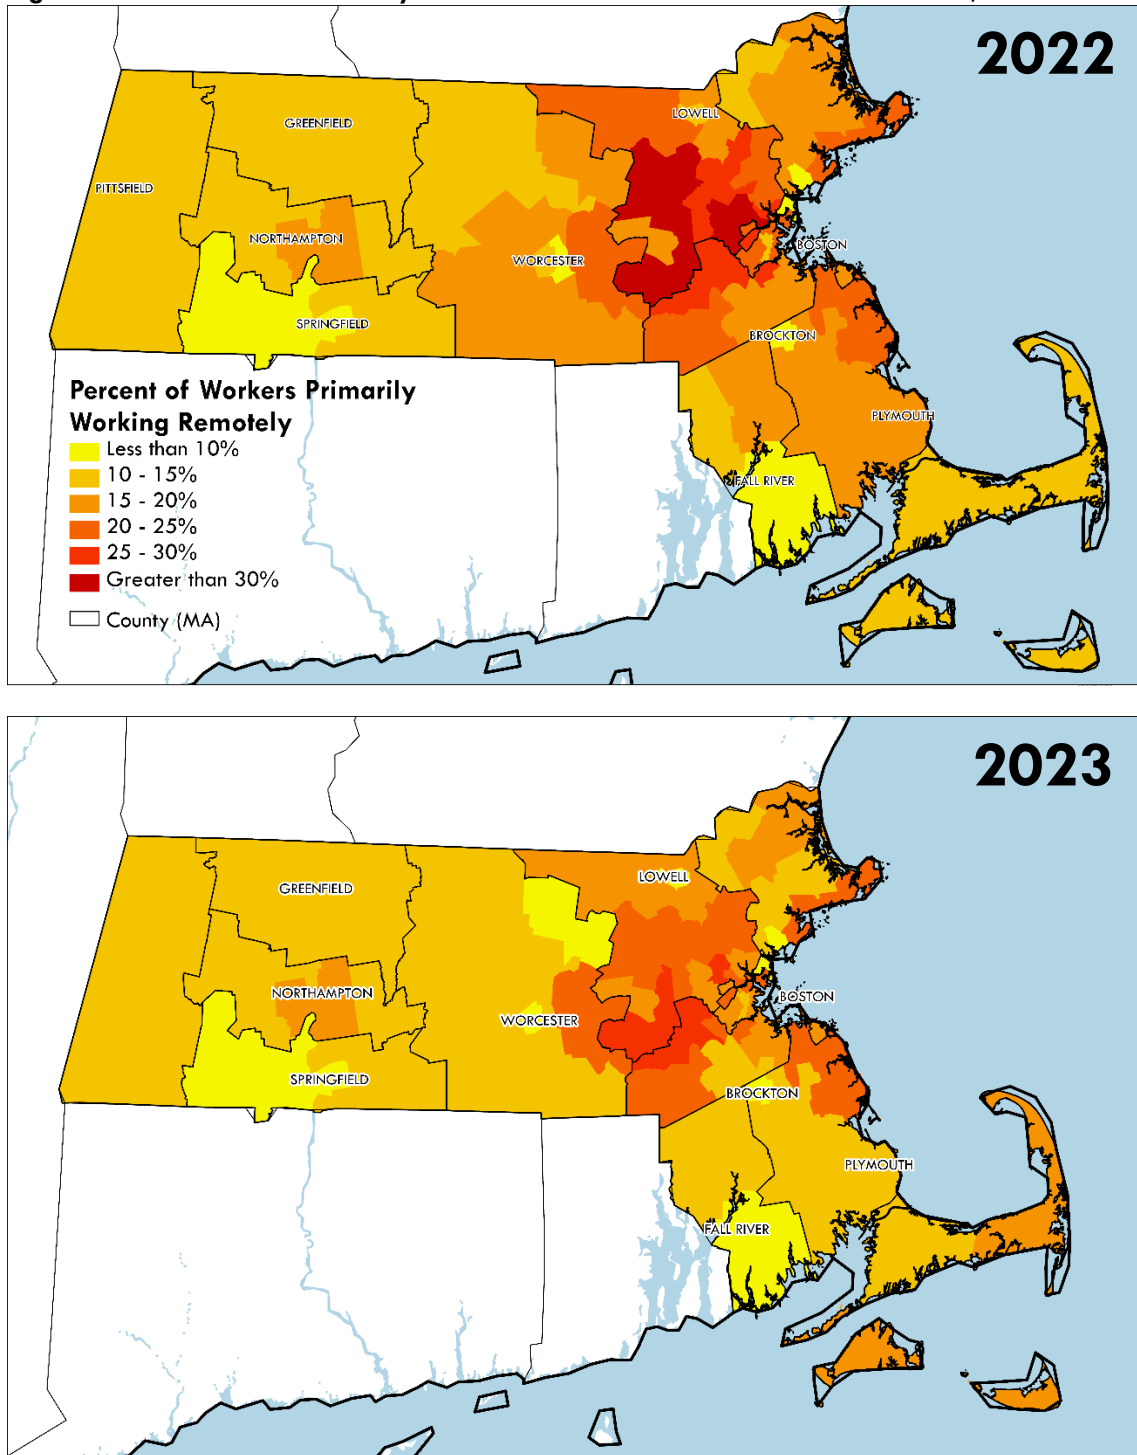 2022
LOWELL
GREENFIELD
PITTSFIELD
NORTHAMPTON
BOSTON
WORCESTER
SPRINGFIELD
BROCKTON
Percent of Workers Primarily
Working Remotely
PLYMOUTH
Less than 10%
10 - 15%
FALL RIVER
15 - 20%
20 - 25%
25 - 30%
Greater than 30%
County (MA)
2023
LOWELL
GREENFIELD
NORTHAMPTON
BOSTON
WORCESTER
SPRINGFIELD
BROCKTON
PLYMOUTH
FALL RIVER